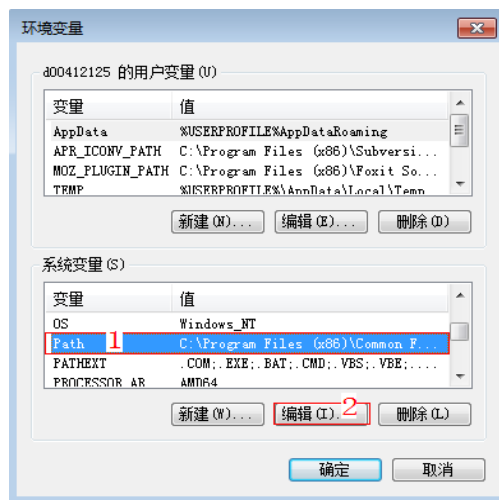 环境变量
d00412125 的用户变量(U)
变量 值
AppData %USERPROFILE%AppDataRoaming
APR_ICONV_PATH C:\Program Files (x86)\Subversi...
MOZ_PLUGIN_PATH C:\Program Files (x86)\Foxit So...
TEMP %USERPROFILE%\AppData\Local\Temp
新建(N)... 编辑(E)... 删除(D)
系统变量(S)
变量 值
OS Windows_NT
Path 1 C:\Program Files (x86)\Common F...
PATHEXT .COM;.EXE;.BAT;.CMD;.VBS;.VBE;....
PROCESSOR_AR AMD64
新建(W)... 编辑(I). 2 删除(L)
确定 取消